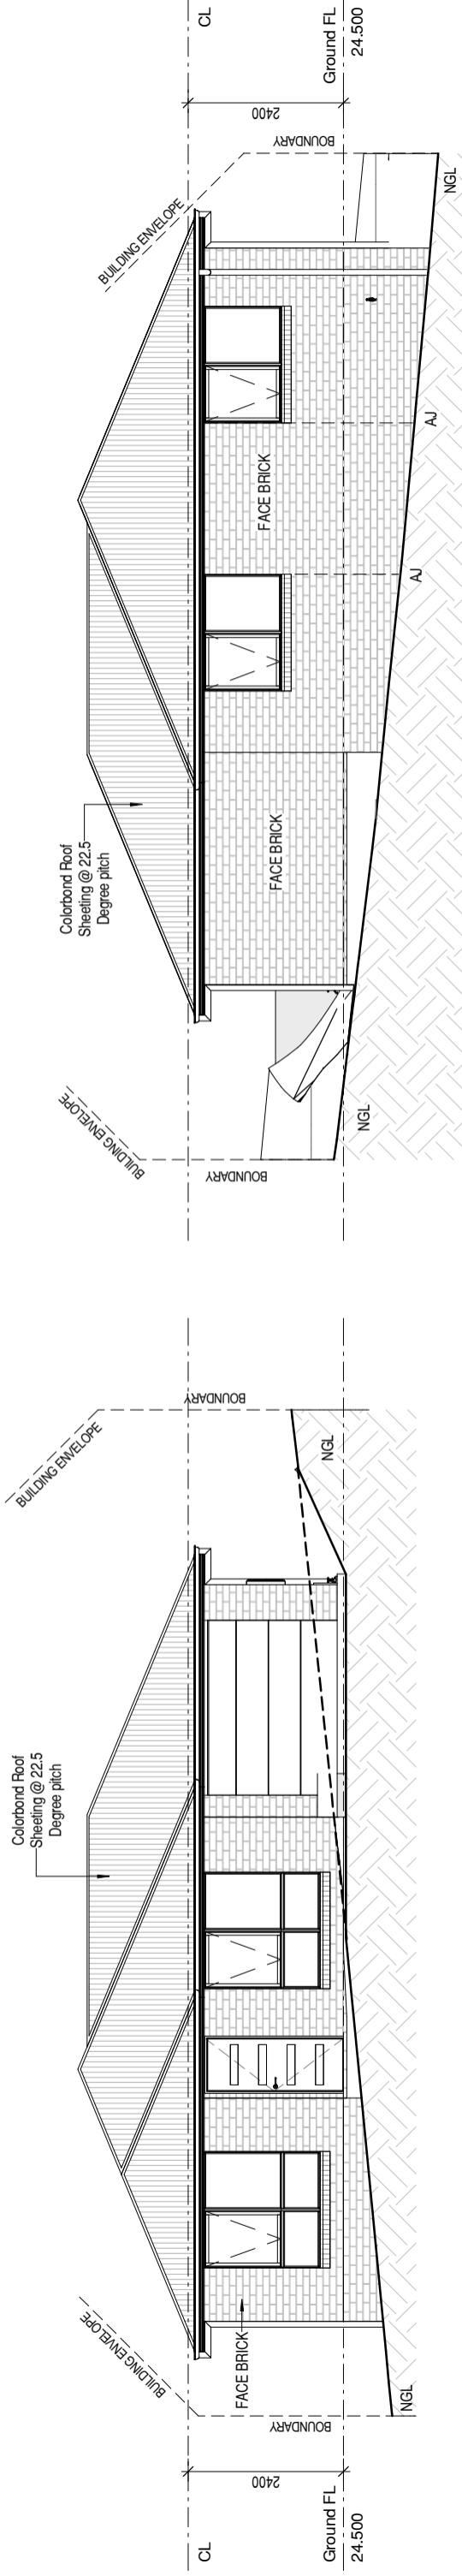 Colorbond Roof
Sheeting @ 22.5
Degree pitch
BUILDING ENVELOPE
BUILDING ENVELOPE
BOUNDARY
BOUNDARY
CL
2400
Ground FL
24.500
FACE BRICK
NGL
NGL
Colorbond Roof
Sheeting @ 22.5
Degree pitch
BUILDING ENVELOPE
BUILDING ENVELOPE
BOUNDARY
BOUNDARY
FACE BRICK
FACE BRICK
NGL
AJ
AJ
NGL
CL
2400
Ground FL
24.500